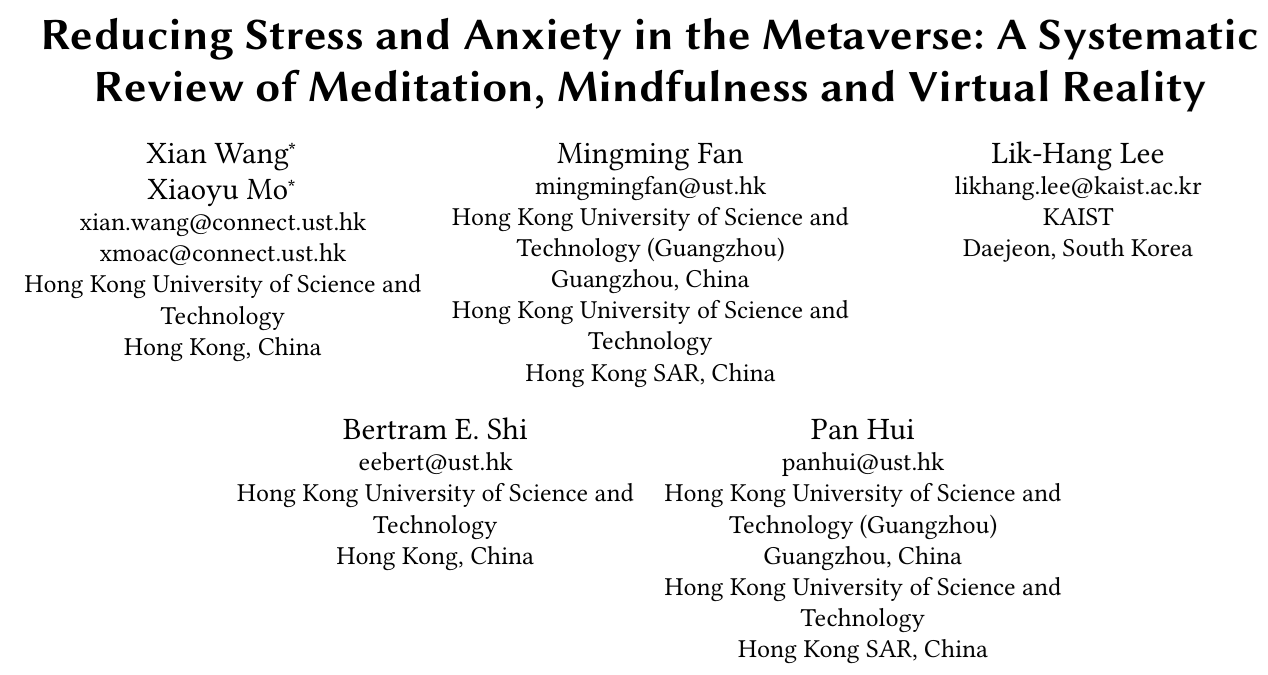 Reducing Stress and Anxiety in the Metaverse: A Systematic
Review of Meditation, Mindfulness and Virtual Reality
Xian Wang*
Xiaoyu Mo*
xian.wang@connect.ust.hk
xmoac@connect.ust.hk
Hong Kong University of Science and
Technology
Hong Kong, China
Mingming Fan
mingmingfan@ust.hk
Hong Kong University of Science and
Technology (Guangzhou)
Guangzhou, China
Hong Kong University of Science and
Technology
Hong Kong SAR, China
Lik-Hang Lee
likhang.lee@kaist.ac.kr
KAIST
Daejeon, South Korea
Bertram E. Shi
eebert@ust.hk
Hong Kong University of Science and
Technology
Hong Kong, China
Pan Hui
panhui@ust.hk
Hong Kong University of Science and
Technology (Guangzhou)
Guangzhou, China
Hong Kong University of Science and
Technology
Hong Kong SAR, China